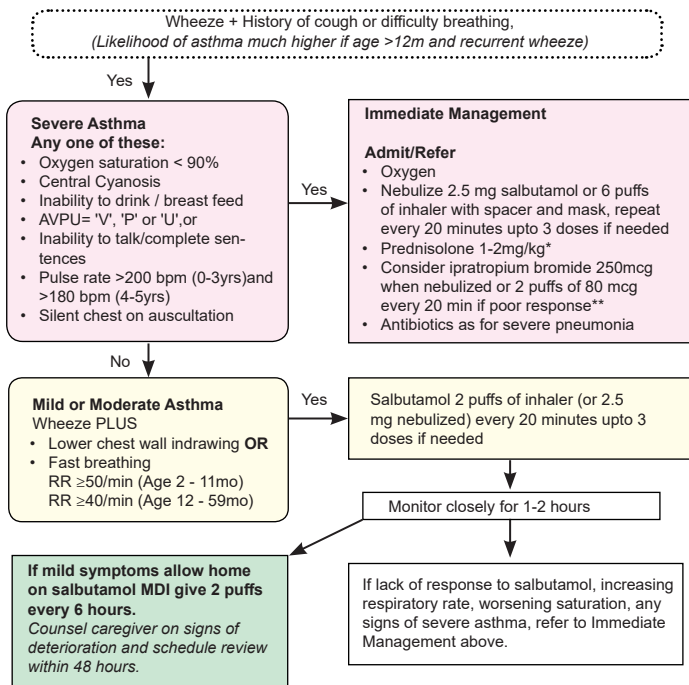 Wheeze + History of cough or difficulty breathing,
(Likelihood of asthma much higher if age >12m and recurrent wheeze)
Yes
Severe Asthma
Any one of these:
• Oxygen saturation < 90%
• Central Cyanosis
• Inability to drink / breast feed
• AVPU= 'V', 'P' or 'U',or
• Inability to talk/complete sen-
tences
• Pulse rate >200 bpm (0-3yrs)and
>180 bpm (4-5yrs)
• Silent chest on auscultation
Yes
Immediate Management
Admit/Refer
• Oxygen
• Nebulize 2.5 mg salbutamol or 6 puffs
of inhaler with spacer and mask, repeat
every 20 minutes upto 3 doses if needed
• Prednisolone 1-2mg/kg*
• Consider ipratropium bromide 250mcg
when nebulized or 2 puffs of 80 mcg
every 20 min if poor response**
• Antibiotics as for severe pneumonia
No
Mild or Moderate Asthma
Wheeze PLUS
• Lower chest wall indrawing OR
• Fast breathing
RR ≥50/min (Age 2 - 11mo)
RR ≥40/min (Age 12 - 59mo)
Yes
Salbutamol 2 puffs of inhaler (or 2.5
mg nebulized) every 20 minutes upto 3
doses if needed
Monitor closely for 1-2 hours
If mild symptoms allow home
on salbutamol MDI give 2 puffs
every 6 hours.
Counsel caregiver on signs of
deterioration and schedule review
within 48 hours.
If lack of response to salbutamol, increasing
respiratory rate, worsening saturation, any
signs of severe asthma, refer to Immediate
Management above.